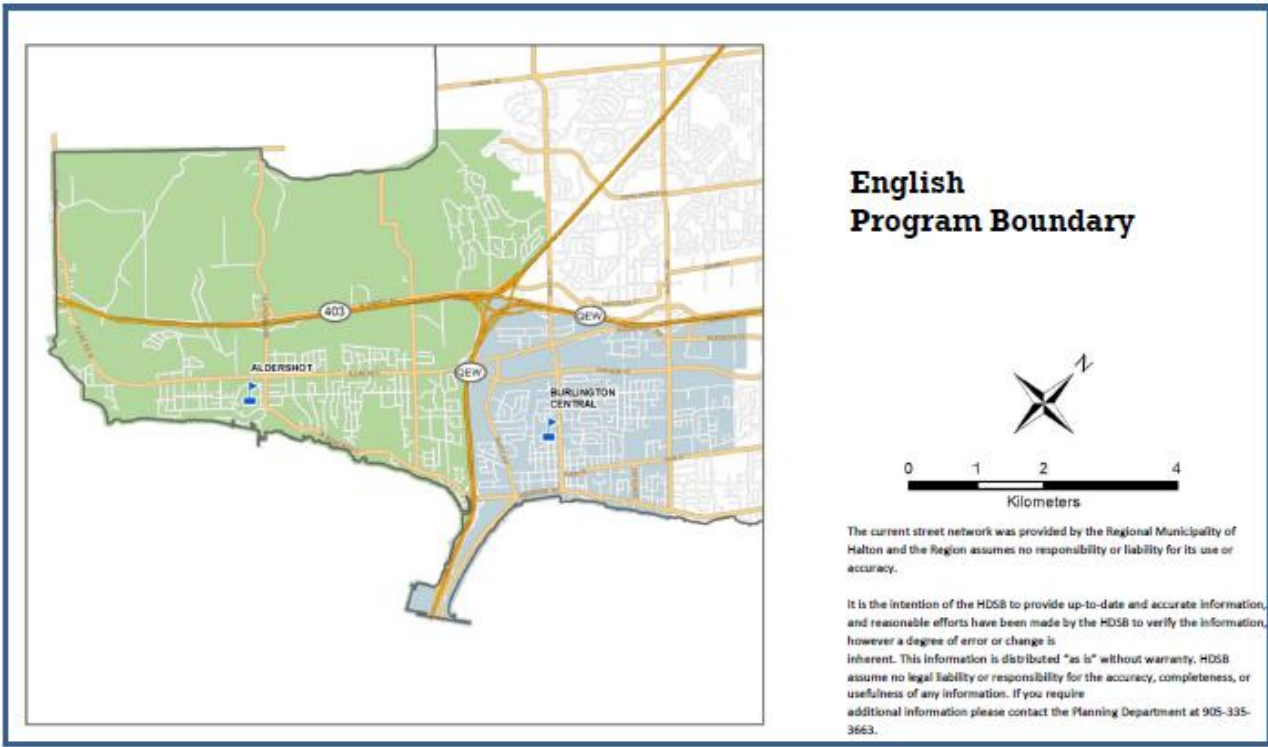 English
Program Boundary
403
QEW
ALDERSHOT
QEW
BURLINGTON
CENTRAL
N
0 1 2 4
Kilometers
The current street network was provided by the Regional Municipality of
Halton and the Region assumes no responsibility or liability for its use or
accuracy.
It is the intention of the HDSB to provide up-to-date and accurate information,
and reasonable efforts have been made by the HDSB to verify the information,
however a degree of error or change is
inherent. This information is distributed "as is" without warranty. HDSB
assume no legal liability or responsibility for the accuracy, completeness, or
usefulness of any information. If you require
additional information please contact the Planning Department at 905-335-
3663.